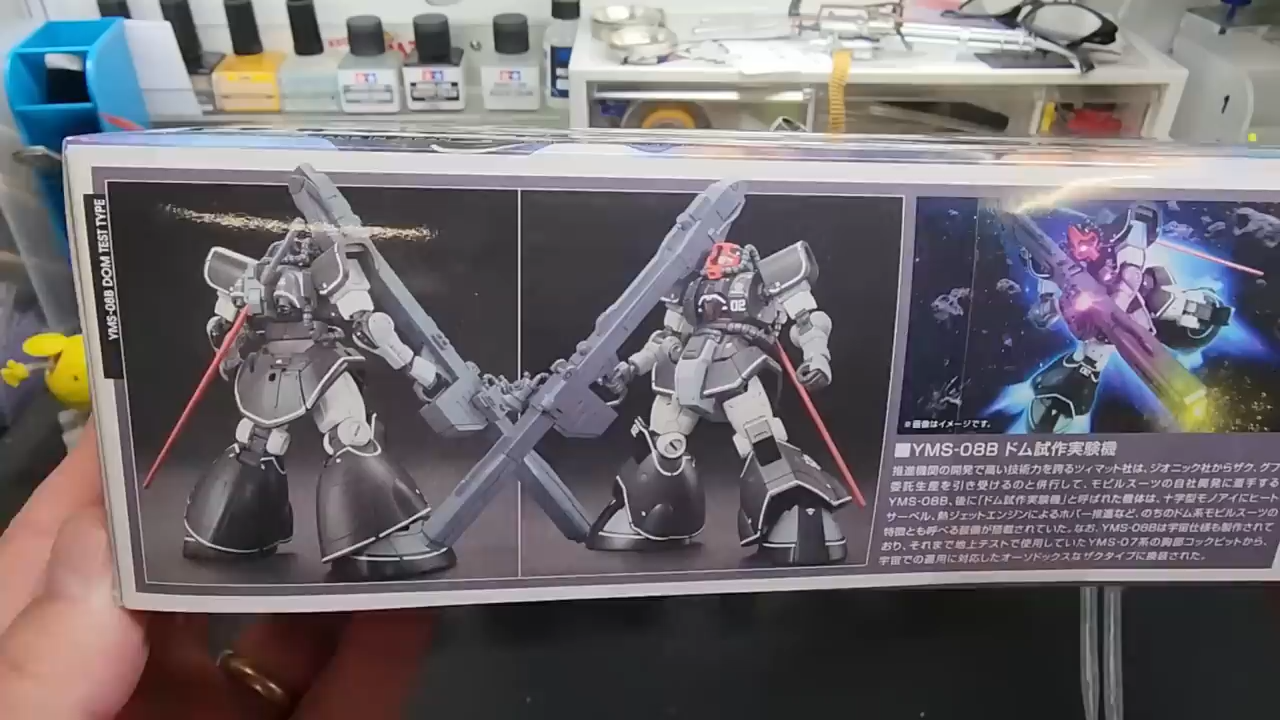 YMS-08B DOM TEST TYPE
02
※画像はイメージです。
■YMS-08B ドム試作実験機
推進機関の開発で高い技術力を誇るツィマット社は、ジオニック社からザク、グフ
委託生産を引き受けるのと併行して、モビルスーツの自社開発に着手する
YMS-08B、後に「ドム試作実験機」と呼ばれた機体は、十字型モノアイにヒート
サーベル、熱ジェットエンジンによるホバー推進など、のちのドム系モビルスーツの
特徴とも呼べる装備が搭載されていた。なお、YMS-08Bは宇宙仕様も製作されて
おり、それまで地上テストで使用していたYMS-07系の胸部コックピットから、
宇宙での運用に対応したオーソドックスなザクタイプに換装された。